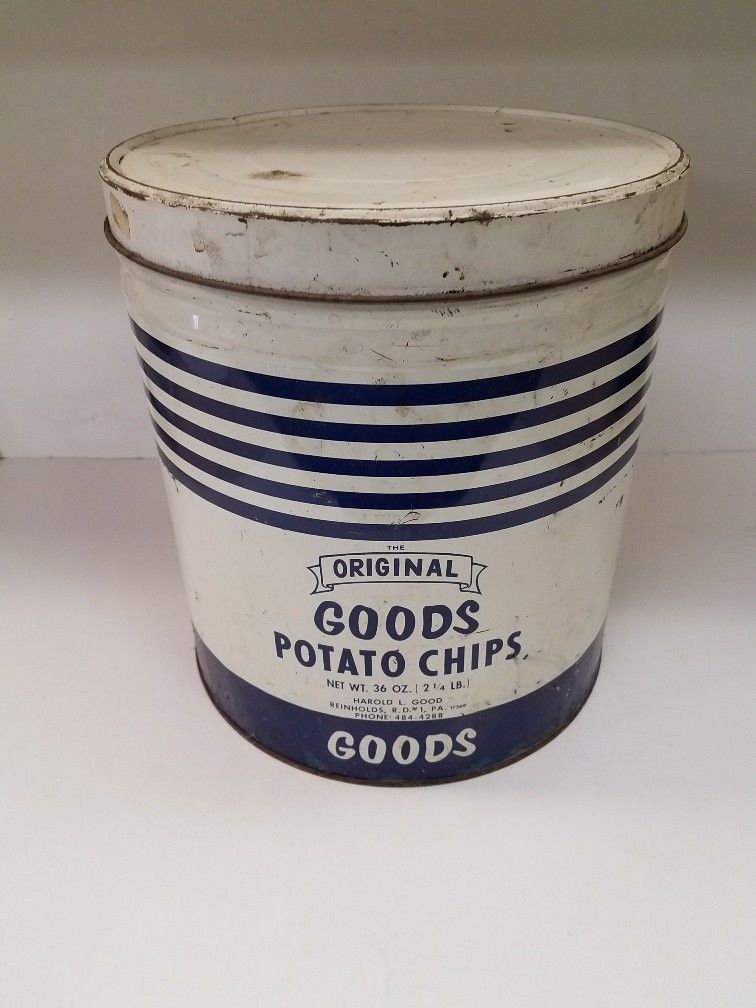 THE
ORIGINAL
GOODS
POTATO CHIPS
NET WT. 36 OZ. (2 1/4 LB.)
HAROLD L. GOOD
REINHOLDS, R.D.#1, PA. 17569
PHONE: 484-4288
GOODS